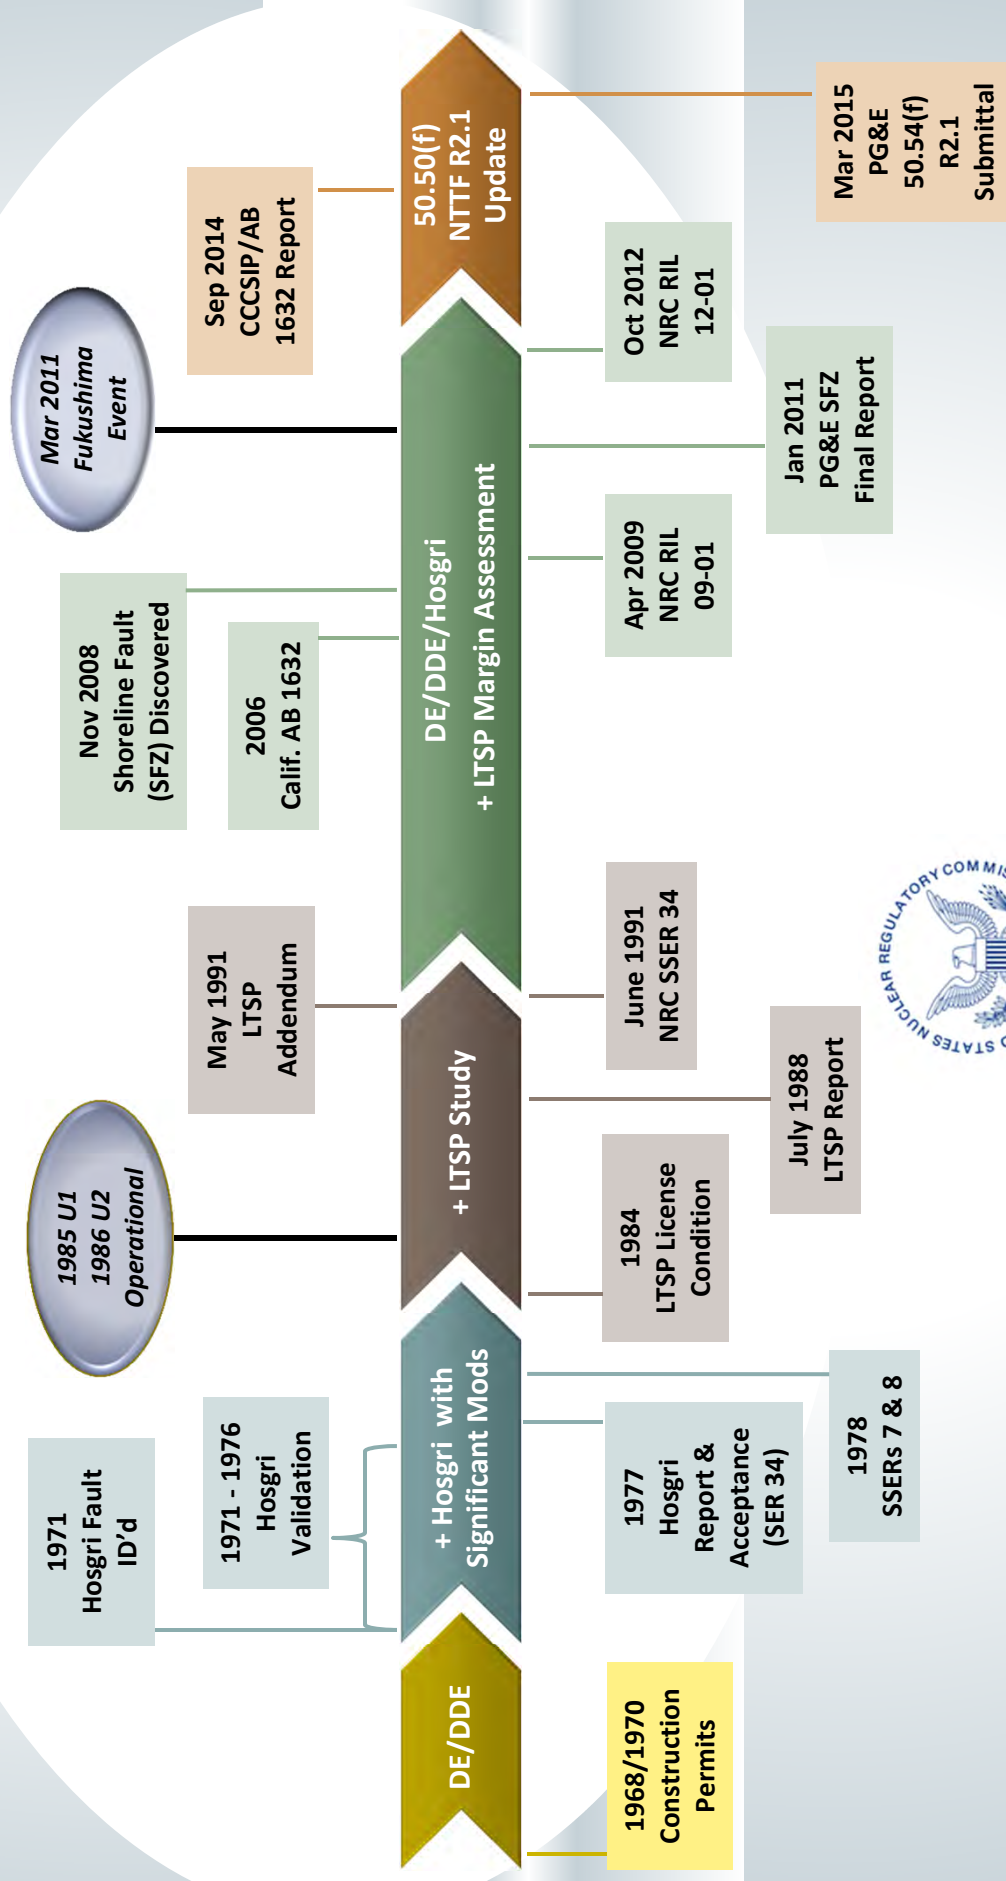 1971
Hosgri Fault
ID’d
1971 - 1976
Hosgri
Validation
1985 U1
1986 U2
Operational
May 1991
LTSP
Addendum
Nov 2008
Shoreline Fault
(SFZ) Discovered
2006
Calif. AB 1632
Mar 2011
Fukushima
Event
Sep 2014
CCCSIP/AB
1632 Report
DE/DDE
+ Hosgri with
Significant Mods
+ LTSP Study
DE/DDE/Hosgri
+ LTSP Margin Assessment
50.50(f)
NTTF R2.1
Update
1968/1970
Construction
Permits
1977
Hosgri
Report &
Acceptance
(SER 34)
1978
SSERs 7 & 8
1984
LTSP License
Condition
July 1988
LTSP Report
June 1991
NRC SSER 34
Apr 2009
NRC RIL
09-01
Jan 2011
PG&E SFZ
Final Report
Oct 2012
NRC RIL
12-01
Mar 2015
PG&E
50.54(f)
R2.1
Submittal
D STATES NUCLEAR REGULATORY COMMIS